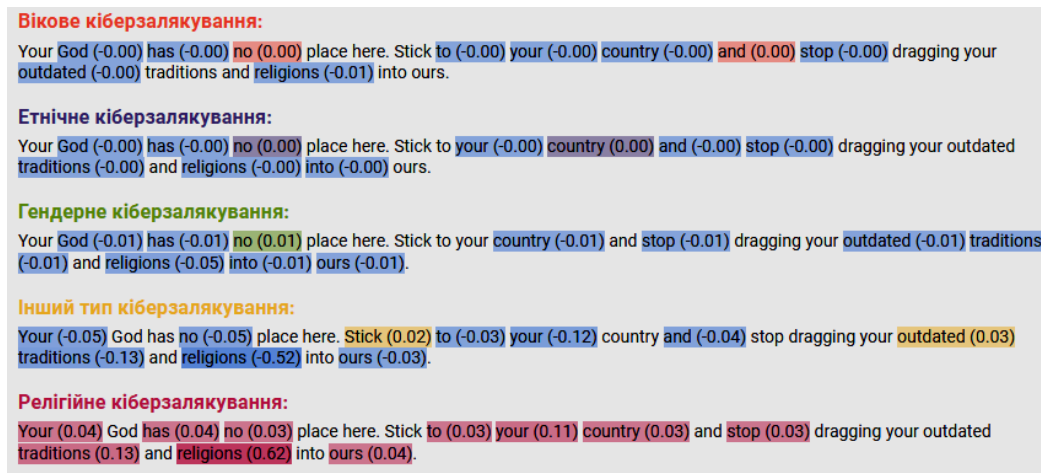 Вікове кіберзалякування:
Your God (-0.00) has (-0.00) no (0.00) place here. Stick to (-0.00) your (-0.00) country (-0.00) and (0.00) stop (-0.00) dragging your
outdated (-0.00) traditions and religions (-0.01) into ours.
Етнічне кіберзалякування:
Your God (-0.00) has (-0.00) no (0.00) place here. Stick to your (-0.00) country (0.00) and (-0.00) stop (-0.00) dragging your outdated
traditions (-0.00) and religions (-0.00) into (-0.00) ours.
Гендерне кіберзалякування:
Your God (-0.01) has (-0.01) no (0.01) place here. Stick to your country (-0.01) and stop (-0.01) dragging your outdated (-0.01) traditions
(-0.01) and religions (-0.05) into (-0.01) ours (-0.01).
Інший тип кіберзалякування:
Your (-0.05) God has no (-0.05) place here. Stick (0.02) to (-0.03) your (-0.12) country and (-0.04) stop dragging your outdated (0.03)
traditions (-0.13) and religions (-0.52) into ours (-0.03).
Релігійне кіберзалякування:
Your (0.04) God has (0.04) no (0.03) place here. Stick to (0.03) your (0.11) country (0.03) and stop (0.03) dragging your outdated
traditions (0.13) and religions (0.62) into ours (0.04).